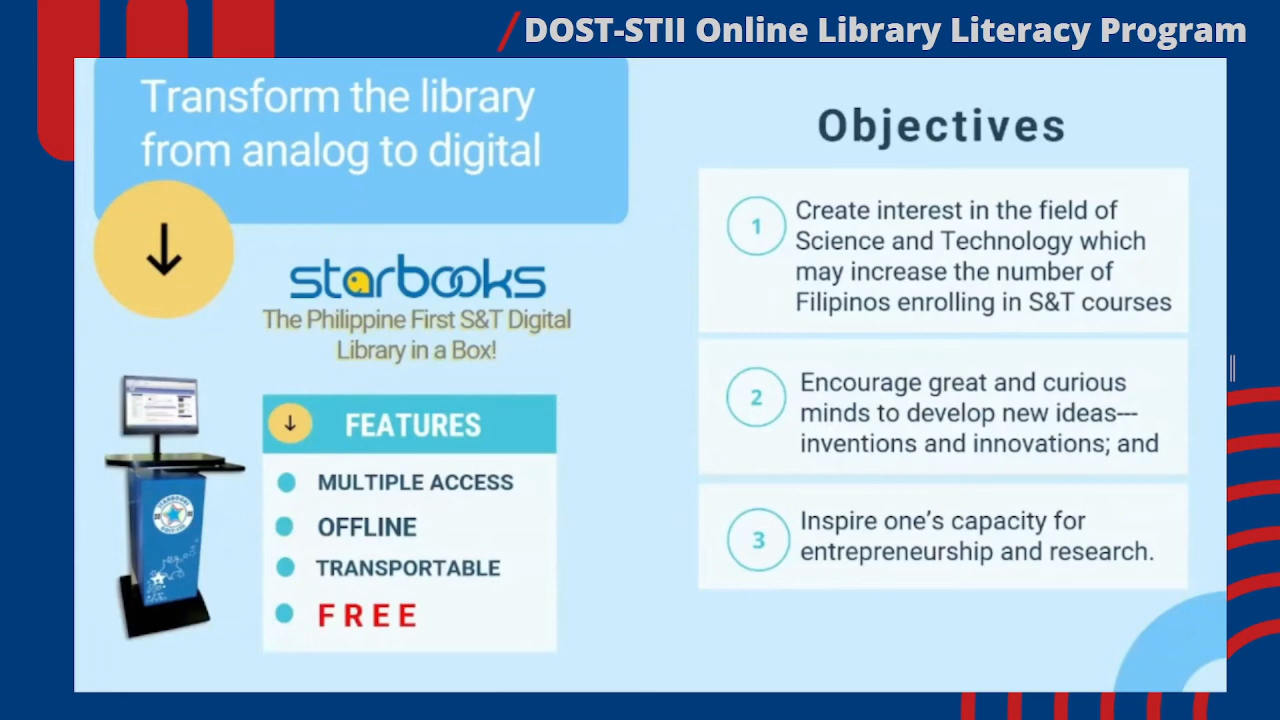 DOST-STII Online Library Literacy Program
Transform the library
from analog to digital
starbooks
The Philippine First S&T Digital
Library in a Box!
FEATURES
MULTIPLE ACCESS
OFFLINE
TRANSPORTABLE
FREE
Objectives
1
Create interest in the field of
Science and Technology which
may increase the number of
Filipinos enrolling in S&T courses
2
Encourage great and curious
minds to develop new ideas---
inventions and innovations; and
3
Inspire one's capacity for
entrepreneurship and research.